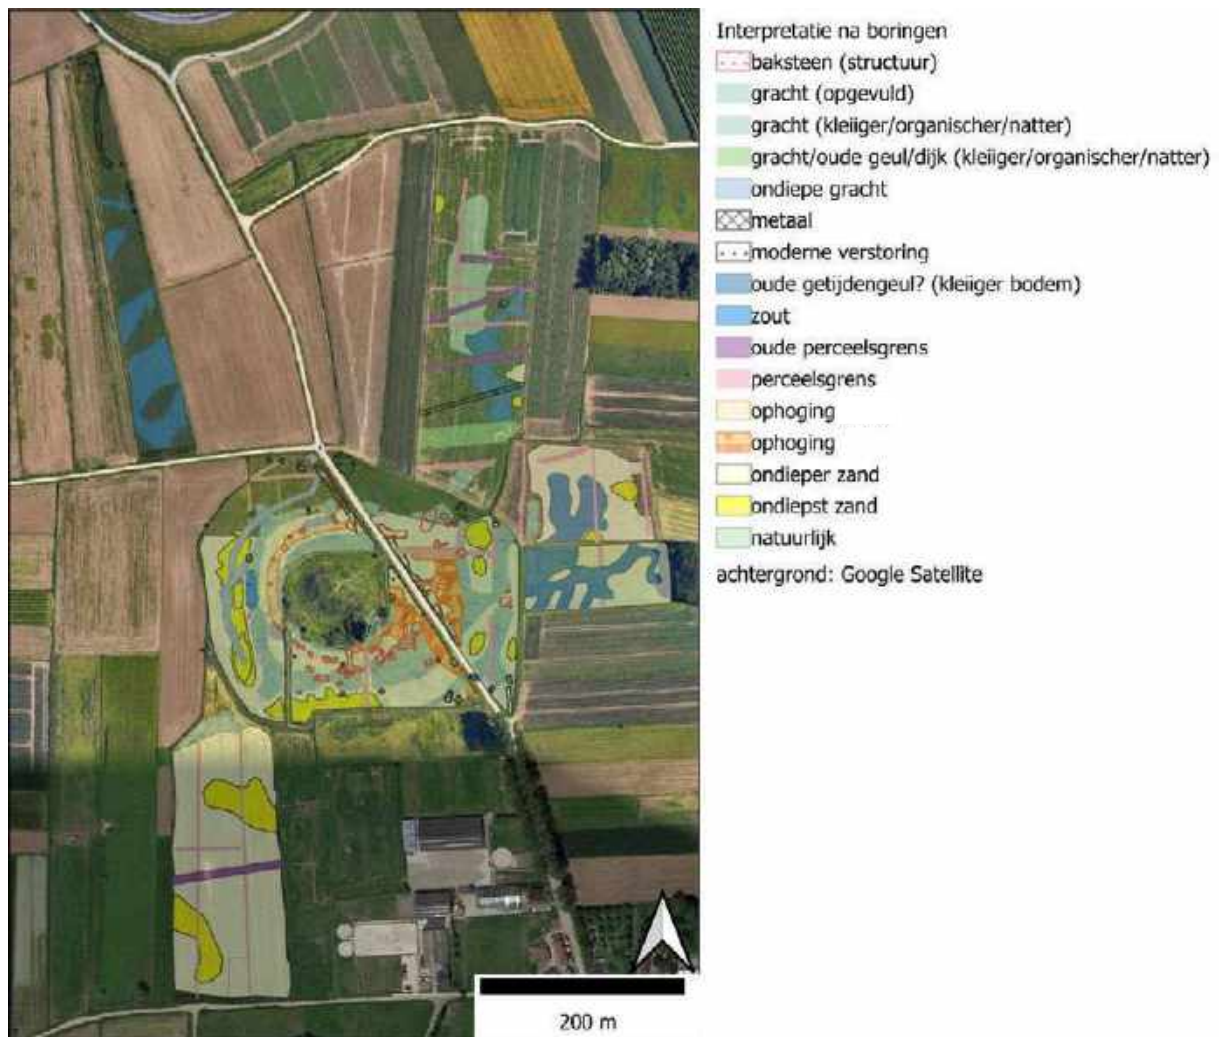 Interpretatie na boringen
baksteen (structuur)
gracht (opgevuld)
gracht (kleiiger/organischer/natter)
gracht/oude geul/dijk (kleiiger/organischer/natter)
ondiepe gracht
metaal
moderne verstoring
oude getijdengeul? (kleiiger bodem)
zout
oude perceelsgrens
perceelsgrens
ophoging
ophoging
ondieper zand
ondiepst zand
natuurlijk
achtergrond: Google Satellite
200 m